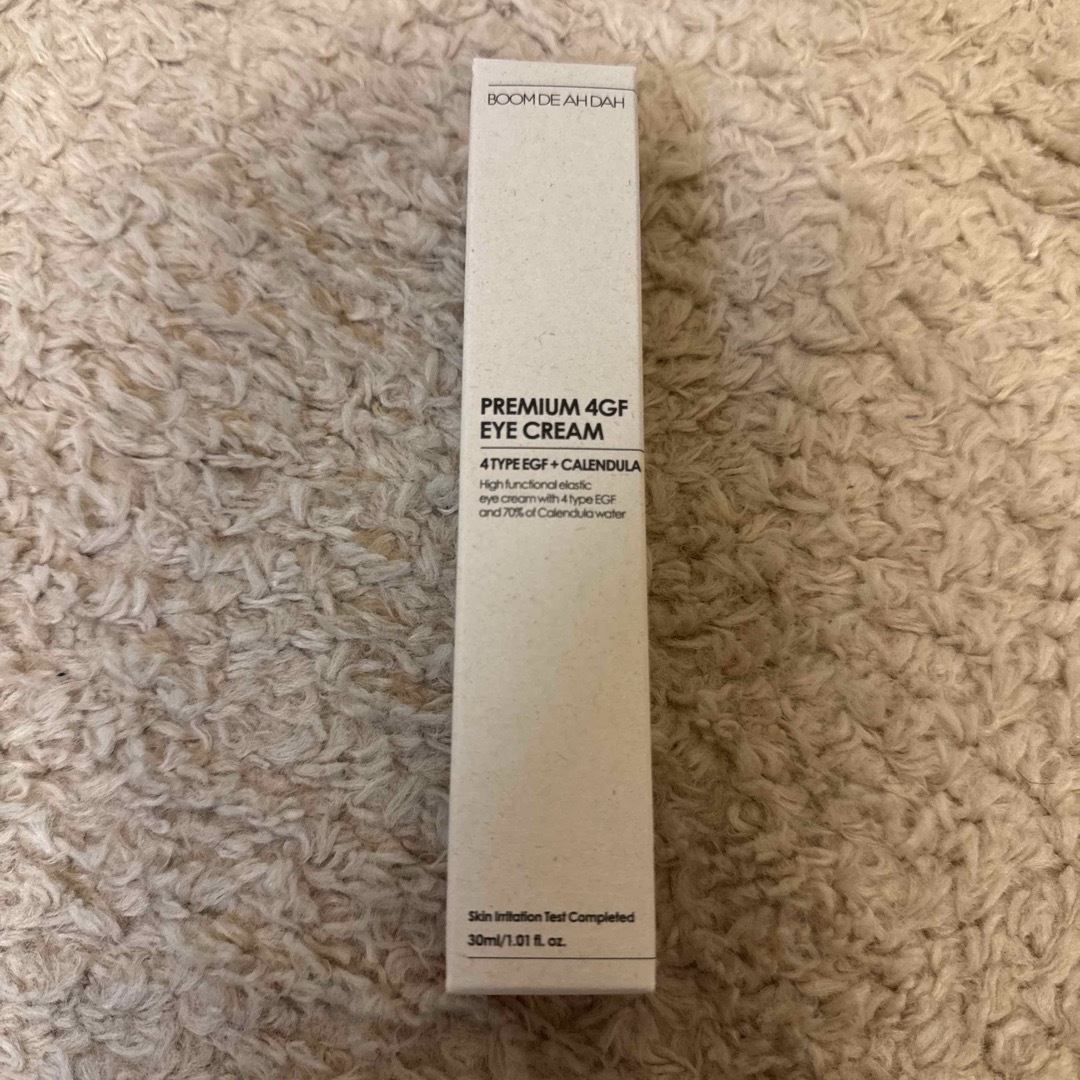 BOOM DE AH DAH
PREMIUM 4GF
EYE CREAM
4 TYPE EGF + CALENDULA
High functional elastic
eye cream with 4 type EGF
and 70% of Calendula water
Skin Irritation Test Completed
30ml/1.01 fl. oz.